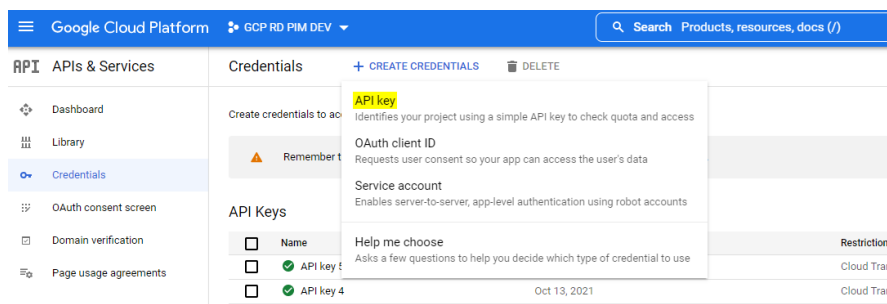 Google Cloud Platform GCP RD PIM DEV Search Products, resources, docs (/)
API APIs & Services Credentials + CREATE CREDENTIALS DELETE
API key
Dashboard
Create credentials to ac
Identifies your project using a simple API key to check quota and access
OAuth client ID
Library
Remember t
Requests user consent so your app can access the user's data
Credentials
Service account
Enables server-to-server, app-level authentication using robot accounts
OAuth consent screen
API Keys
Domain verification
Name
Help me choose
Restriction
Asks a few questions to help you decide which type of credential to use
Page usage agreements
API key 5
Cloud Tra
API key 4 Oct 13, 2021 Cloud Tra